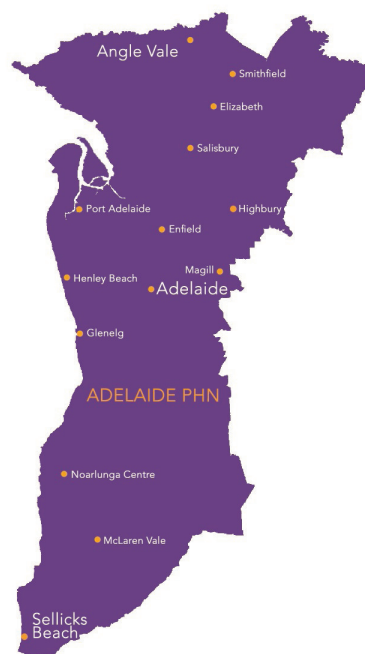 Angle Vale
Smithfield
Elizabeth
Salisbury
Port Adelaide
Highbury
Enfield
Magill
Henley Beach
Adelaide
Glenelg
ADELAIDE PHN
Noarlunga Centre
McLaren Vale
Sellicks
Beach